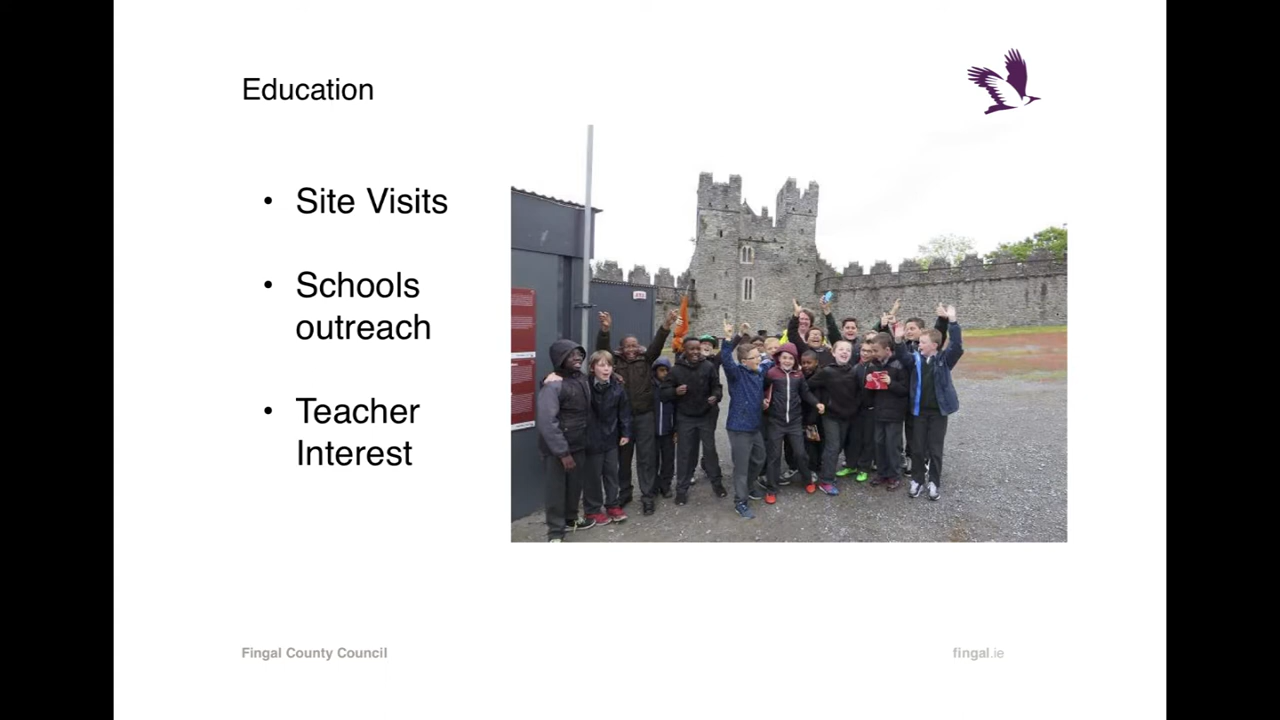 Education
• Site Visits
• Schools
outreach
• Teacher
Interest
Fingal County Council
fingal.ie